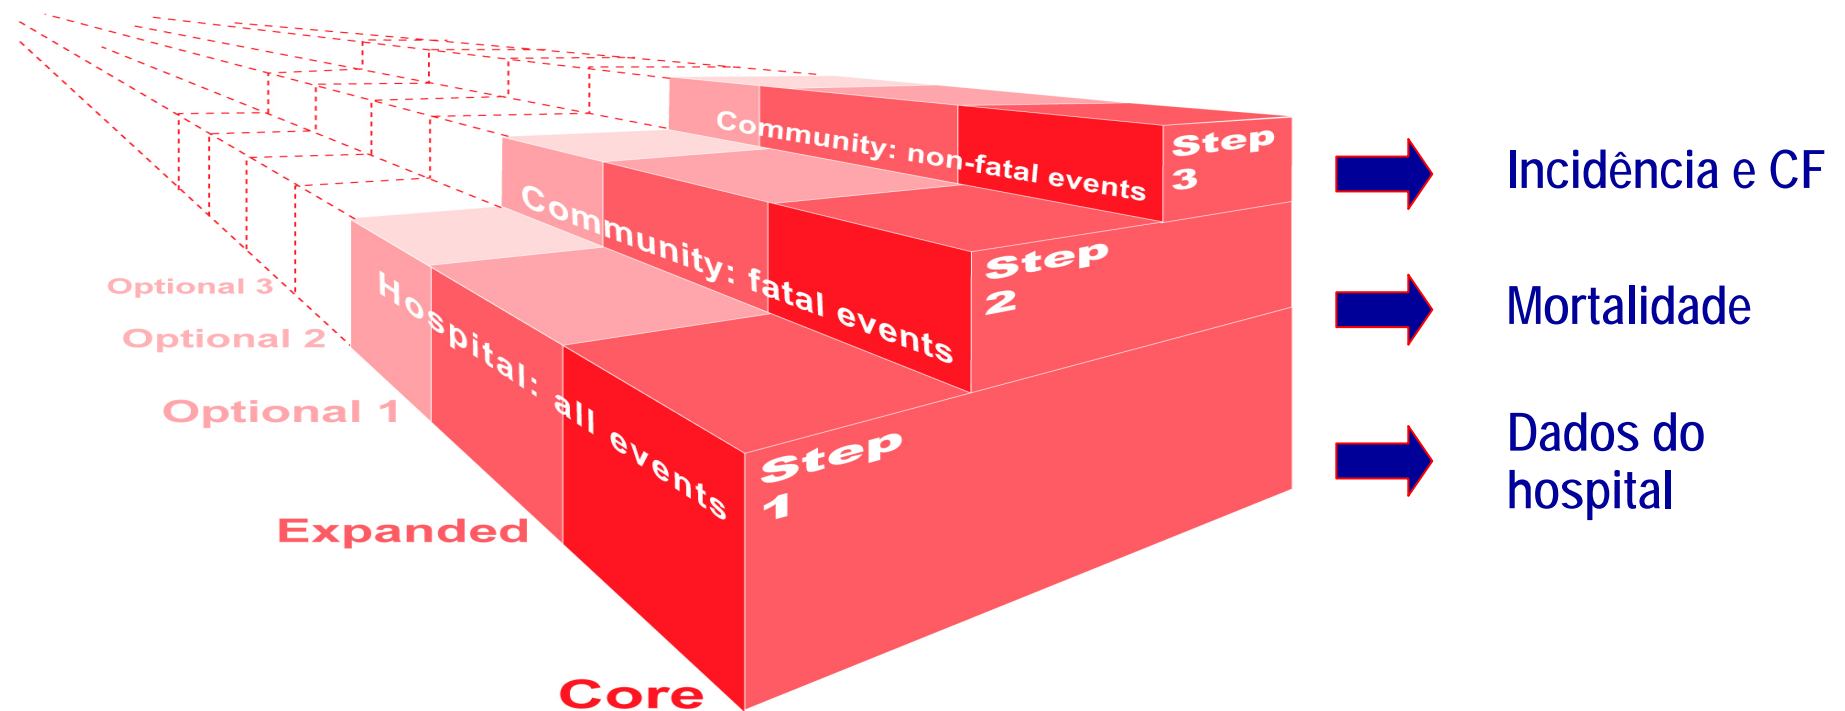 Community: non-fatal events
Step
3
Incidência e CF
Community: fatal events
Step
2
Mortalidade
Hospital: all events
Step
1
Dados do
hospital
Optional 3
Optional 2
Optional 1
Expanded
Core